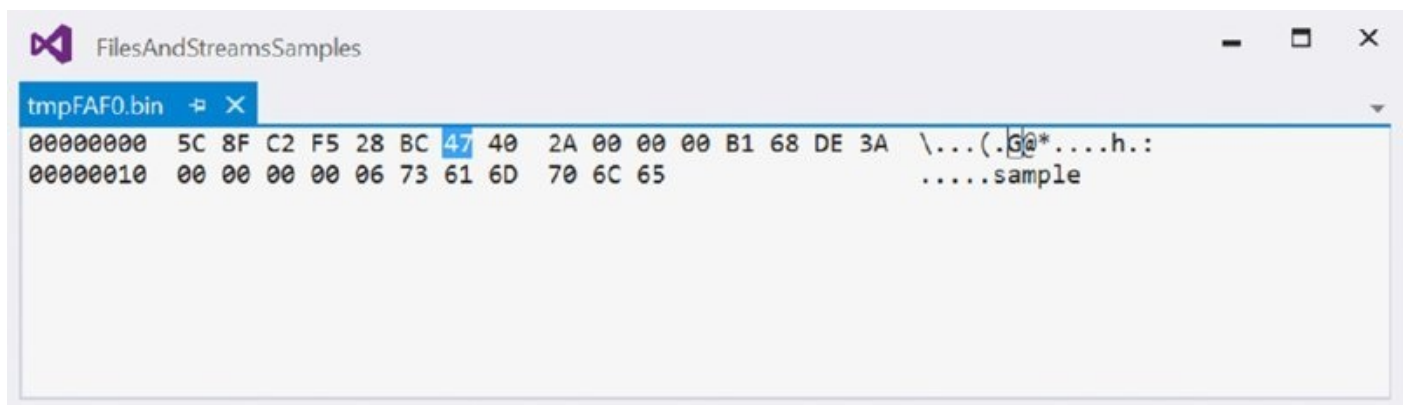 FilesAndStreamsSamples
tmpFAF0.bin
00000000 5C 8F C2 F5 28 BC 47 40 2A 00 00 00 B1 68 DE 3A \...(.G@*....h.:
00000010 00 00 00 00 06 73 61 6D 70 6C 65 .....sample